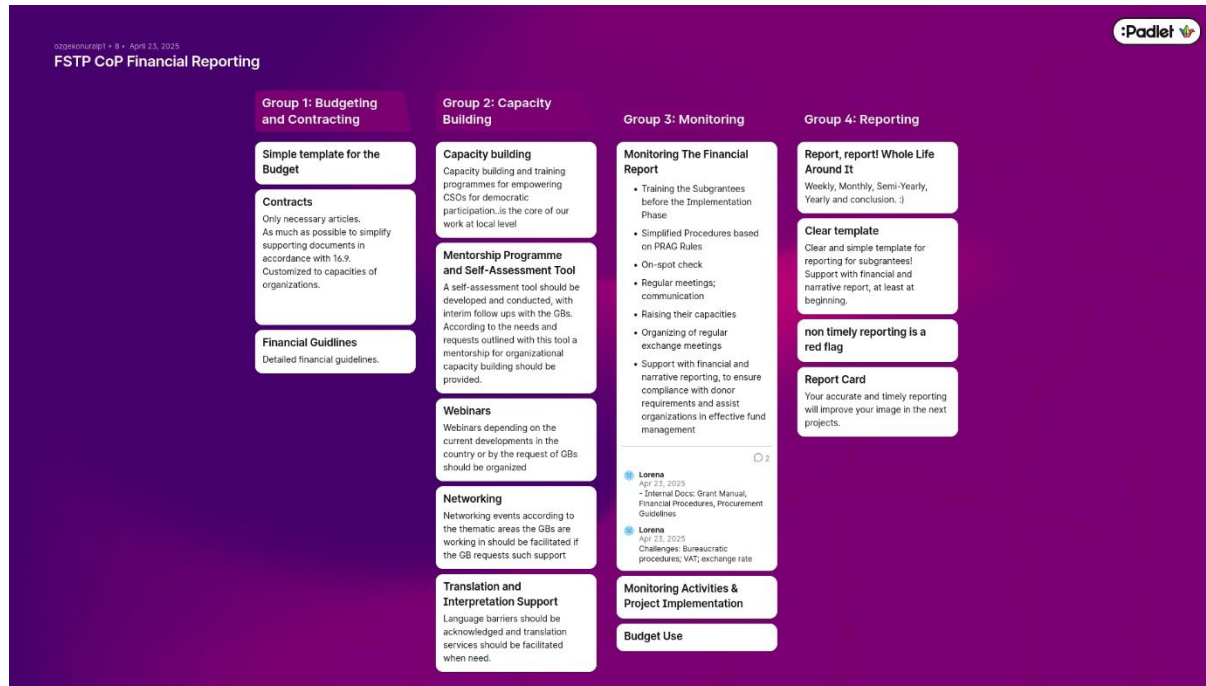 ozgekonuralp1 + 8 • April 23, 2025
FSTP CoP Financial Reporting
:Padlet
Group 1: Budgeting
and Contracting
Simple template for the
Budget
Contracts
Only necessary articles.
As much as possible to simplify
supporting documents in
accordance with 16.9.
Customized to capacities of
organizations.
Financial Guidlines
Detailed financial guidelines.
Group 2: Capacity
Building
Capacity building
Capacity building and training
programmes for empowering
CSOs for democratic
participation..is the core of our
work at local level
Mentorship Programme
and Self-Assessment Tool
A self-assessment tool should be
developed and conducted, with
interim follow ups with the GBs.
According to the needs and
requests outlined with this tool a
mentorship for organizational
capacity building should be
provided.
Webinars
Webinars depending on the
current developments in the
country or by the request of GBs
should be organized
Networking
Networking events according to
the thematic areas the GBs are
working in should be facilitated if
the GB requests such support
Translation and
Interpretation Support
Language barriers should be
acknowledged and translation
services should be facilitated
when need.
Group 3: Monitoring
Monitoring The Financial
Report
• Training the Subgrantees
before the Implementation
Phase
• Simplified Procedures based
on PRAG Rules
• On-spot check
• Regular meetings;
communication
• Raising their capacities
• Organizing of regular
exchange meetings
• Support with financial and
narrative reporting, to ensure
compliance with donor
requirements and assist
organizations in effective fund
management
2
Lorena
Apr 23, 2025
- Internal Docs: Grant Manual,
Financial Procedures, Procurement
Guidelines
Lorena
Apr 23, 2025
Challenges: Bureaucratic
procedures; VAT; exchange rate
Monitoring Activities &
Project Implementation
Budget Use
Group 4: Reporting
Report, report! Whole Life
Around It
Weekly, Monthly, Semi-Yearly,
Yearly and conclusion. :)
Clear template
Clear and simple template for
reporting for subgrantees!
Support with financial and
narrative report, at least at
beginning.
non timely reporting is a
red flag
Report Card
Your accurate and timely reporting
will improve your image in the next
projects.